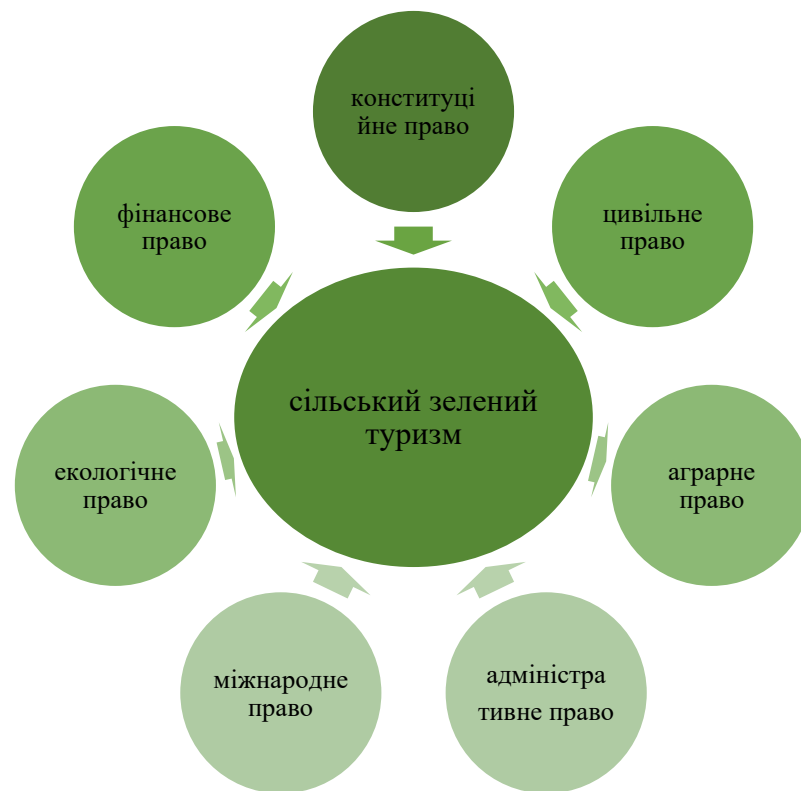 конституці
йне право
фінансове
право
цивільне
право
сільський зелений
туризм
екологічне
право
аграрне
право
міжнародне
право
адміністра
тивне право